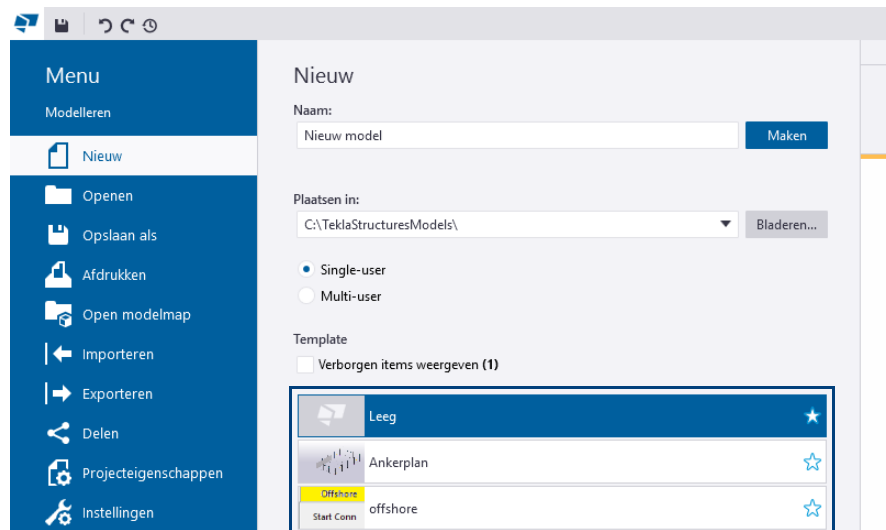 Menu
Modelleren
Nieuw
Openen
Opslaan als
Afdrukken
Open modelmap
Importeren
Exporteren
Delen
Projecteigenschappen
Instellingen
Nieuw
Naam:
Nieuw model
Maken
Plaatsen in:
C:\TeklaStructuresModels\
Bladeren...
Single-user
Multi-user
Template
Verborgen items weergeven (1)
Leeg
Ankerplan
Offshore
Start Conn
offshore